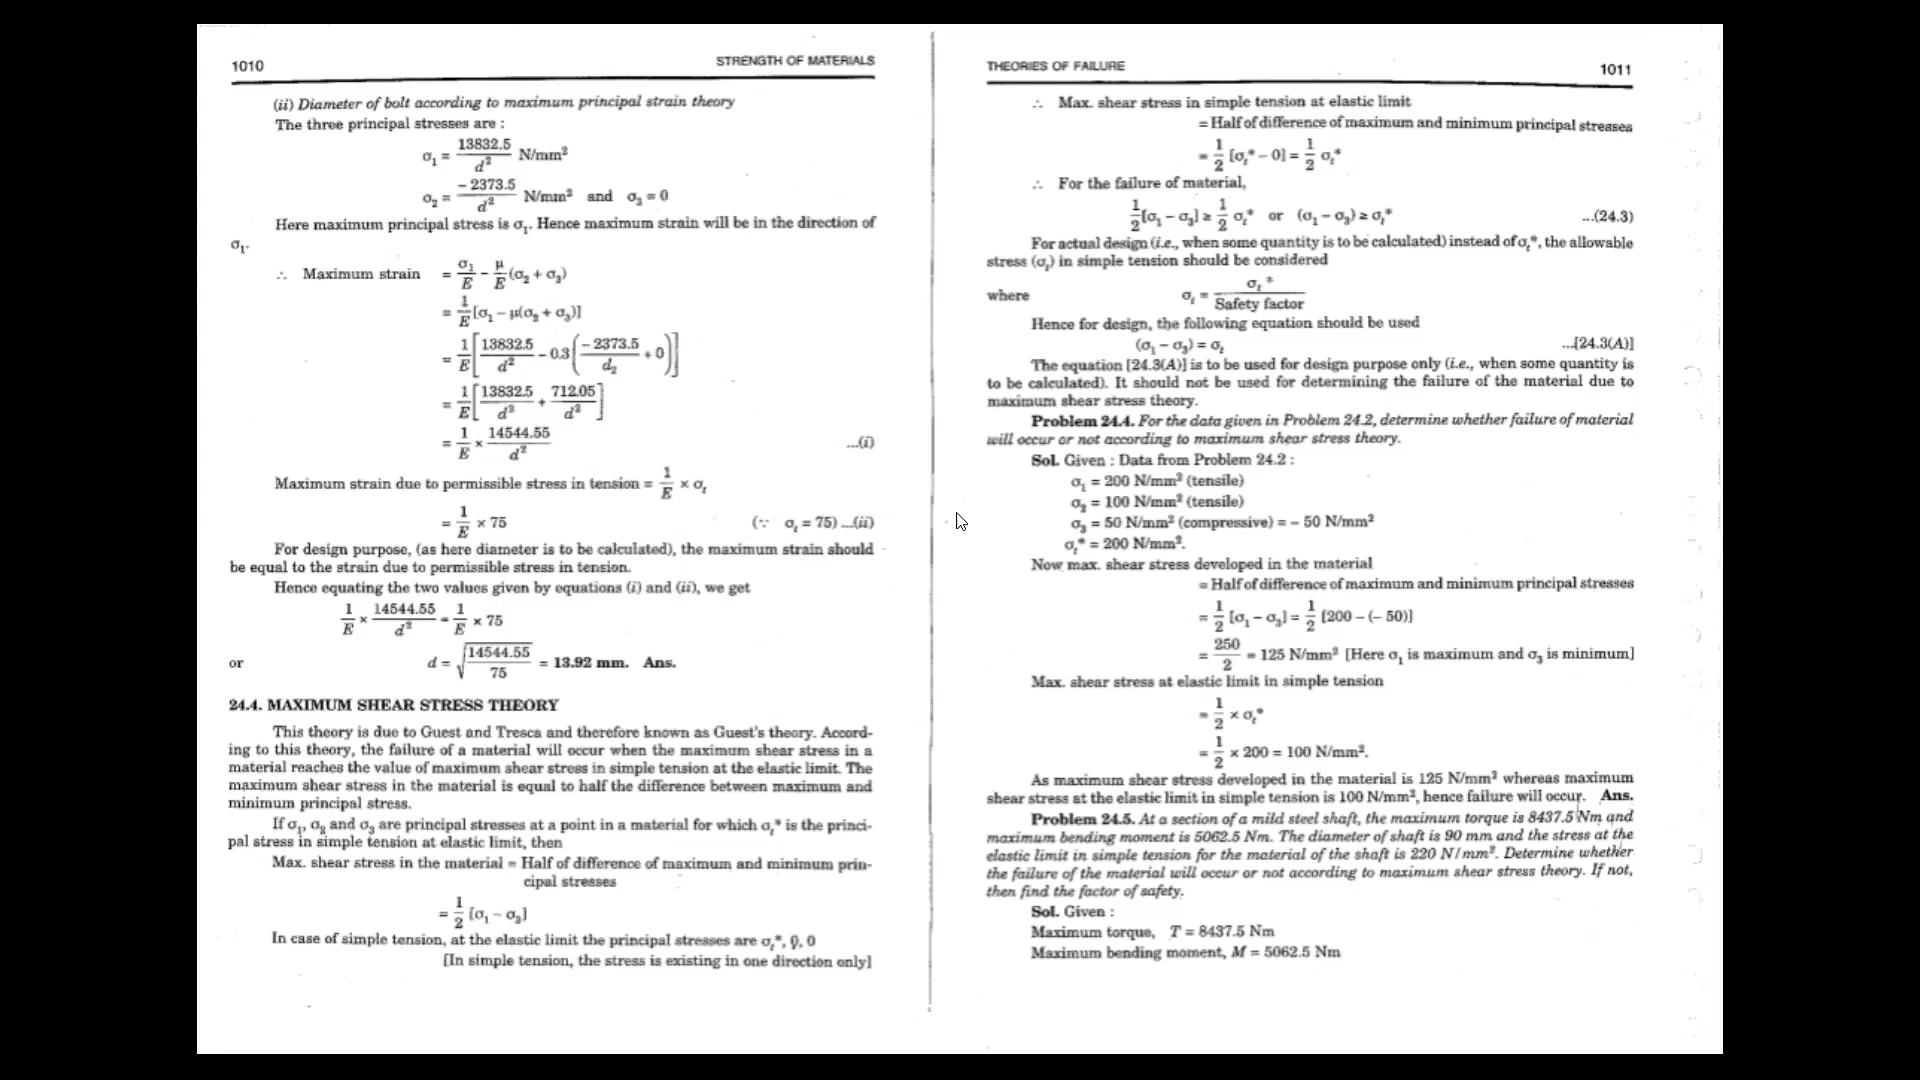 1010 STRENGTH OF MATERIALS
(ii) Diameter of bolt according to maximum principal strain theory
The three principal stresses are :
σ₁ = 13832.5/d² N/mm²
σ₂ = – 2373.5/d² N/mm² and σ₃ = 0
Here maximum principal stress is σ₁. Hence maximum strain will be in the direction of
σ₁.
∴ Maximum strain = σ₁/E – μ/E (σ₂ + σ₃)
= 1/E [σ₁ – μ(σ₂ + σ₃)]
= 1/E [13832.5/d² – 0.3(– 2373.5/d₂ + 0)]
= 1/E [13832.5/d² + 712.05/d²]
= 1/E × 14544.55/d² ...(i)
Maximum strain due to permissible stress in tension = 1/E × σₜ
= 1/E × 75 (∵ σₜ = 75) ...(ii)
For design purpose, (as here diameter is to be calculated), the maximum strain should
be equal to the strain due to permissible stress in tension.
Hence equating the two values given by equations (i) and (ii), we get
1/E × 14544.55/d² = 1/E × 75
or d = √(14544.55/75) = 13.92 mm. Ans.
24.4. MAXIMUM SHEAR STRESS THEORY
This theory is due to Guest and Tresca and therefore known as Guest's theory. Accord-
ing to this theory, the failure of a material will occur when the maximum shear stress in a
material reaches the value of maximum shear stress in simple tension at the elastic limit. The
maximum shear stress in the material is equal to half the difference between maximum and
minimum principal stress.
If σ₁, σ₂ and σ₃ are principal stresses at a point in a material for which σₜ* is the princi-
pal stress in simple tension at elastic limit, then
Max. shear stress in the material = Half of difference of maximum and minimum prin-
cipal stresses
= 1/2 [σ₁ – σ₃]
In case of simple tension, at the elastic limit the principal stresses are σₜ*, 0, 0
[In simple tension, the stress is existing in one direction only]
THEORIES OF FAILURE 1011
∴ Max. shear stress in simple tension at elastic limit
= Half of difference of maximum and minimum principal stresses
= 1/2 [σₜ* – 0] = 1/2 σₜ*
∴ For the failure of material,
1/2 [σ₁ – σ₃] ≥ 1/2 σₜ* or (σ₁ – σ₃) ≥ σₜ* ...(24.3)
For actual design (i.e., when some quantity is to be calculated) instead of σₜ*, the allowable
stress (σₜ) in simple tension should be considered
where σₜ = σₜ*/Safety factor
Hence for design, the following equation should be used
(σ₁ – σ₃) = σₜ ...[24.3(A)]
The equation [24.3(A)] is to be used for design purpose only (i.e., when some quantity is
to be calculated). It should not be used for determining the failure of the material due to
maximum shear stress theory.
Problem 24.4. For the data given in Problem 24.2, determine whether failure of material
will occur or not according to maximum shear stress theory.
Sol. Given : Data from Problem 24.2 :
σ₁ = 200 N/mm² (tensile)
σ₂ = 100 N/mm² (tensile)
σ₃ = 50 N/mm² (compressive) = – 50 N/mm²
σₜ* = 200 N/mm².
Now max. shear stress developed in the material
= Half of difference of maximum and minimum principal stresses
= 1/2 [σ₁ – σ₃] = 1/2 [200 – (– 50)]
= 250/2 = 125 N/mm² [Here σ₁ is maximum and σ₃ is minimum]
Max. shear stress at elastic limit in simple tension
= 1/2 × σₜ*
= 1/2 × 200 = 100 N/mm².
As maximum shear stress developed in the material is 125 N/mm² whereas maximum
shear stress at the elastic limit in simple tension is 100 N/mm², hence failure will occur. Ans.
Problem 24.5. At a section of a mild steel shaft, the maximum torque is 8437.5 Nm and
maximum bending moment is 5062.5 Nm. The diameter of shaft is 90 mm and the stress at the
elastic limit in simple tension for the material of the shaft is 220 N/mm². Determine whether
the failure of the material will occur or not according to maximum shear stress theory. If not,
then find the factor of safety.
Sol. Given :
Maximum torque, T = 8437.5 Nm
Maximum bending moment, M = 5062.5 Nm